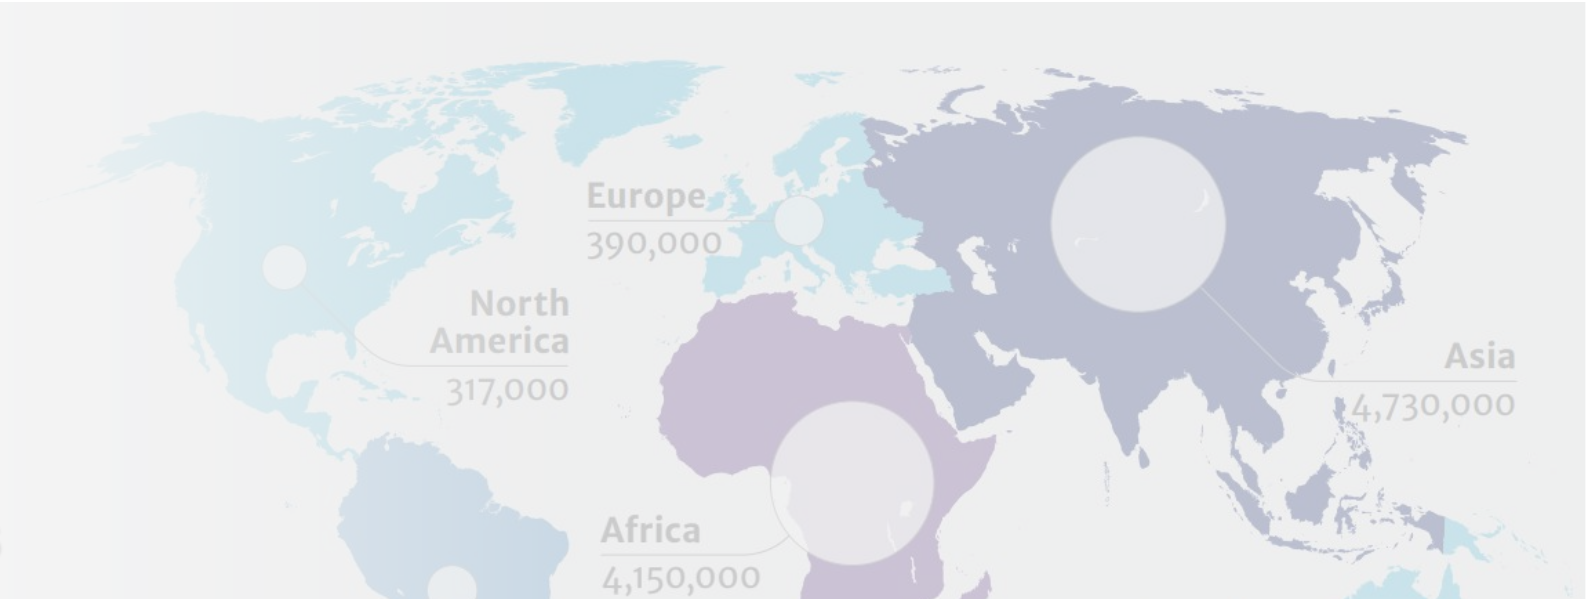 Europe
390,000
North
America
317,000
Asia
4,730,000
Africa
4,150,000